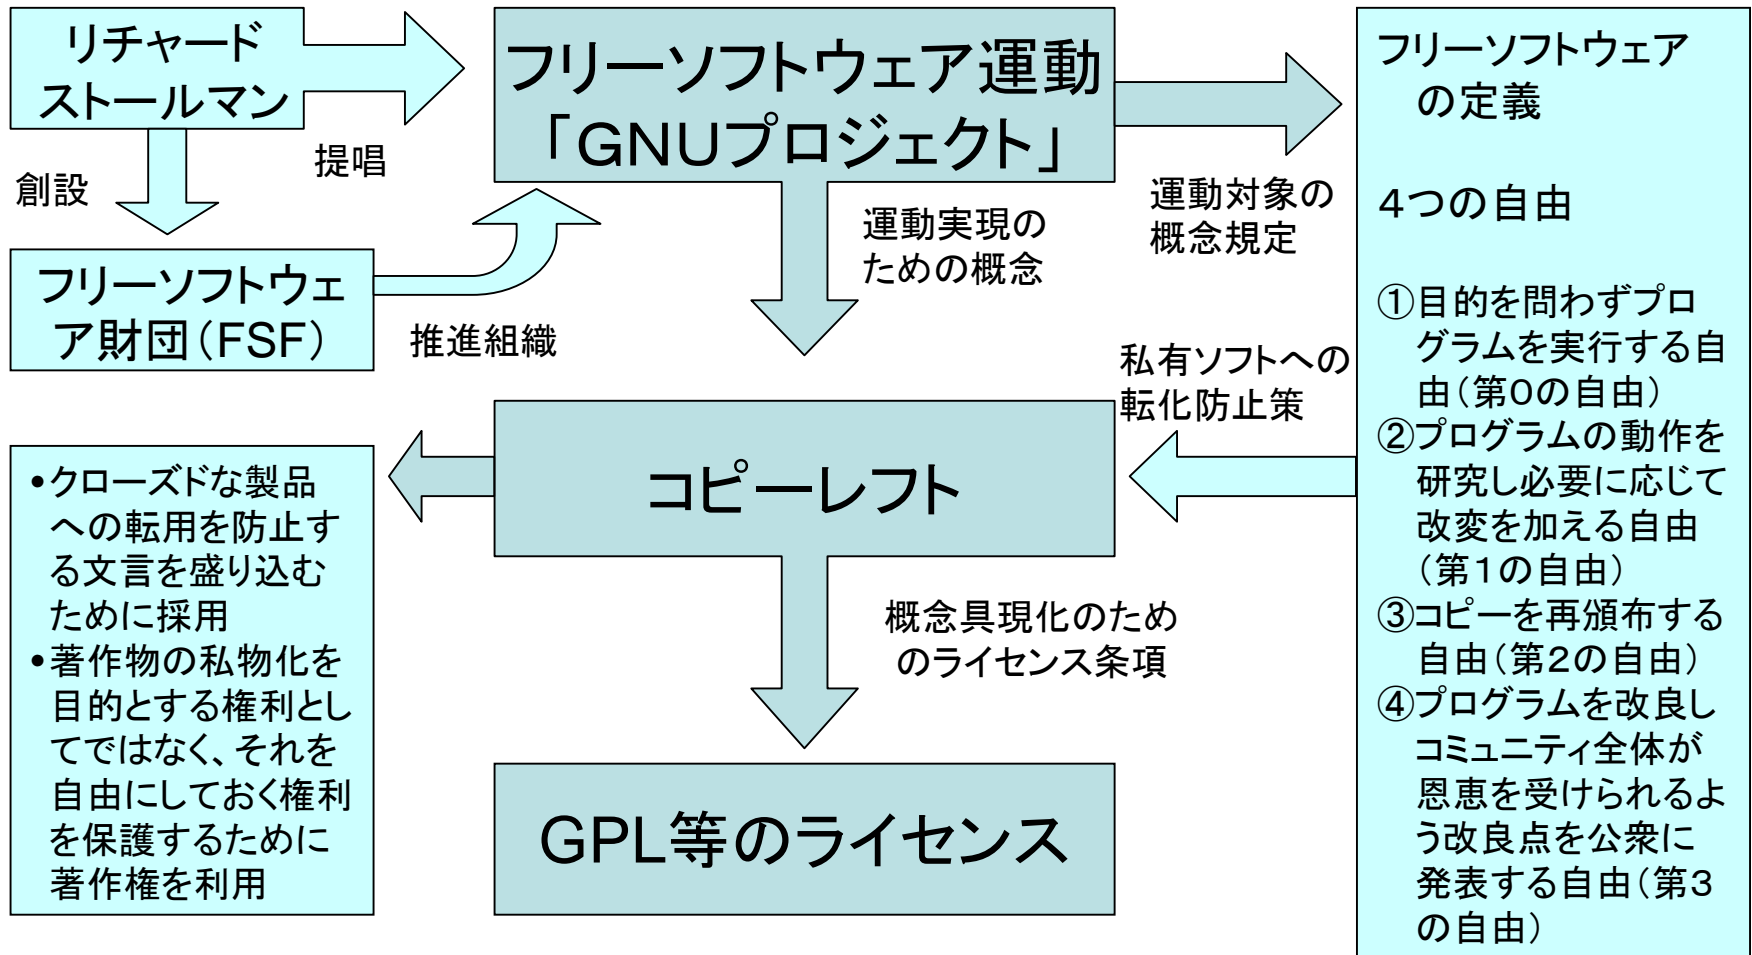 リチャード
ストールマン
提唱
創設
フリーソフトウェ
ア財団（FSF）
推進組織
フリーソフトウェア運動
「ＧＮＵプロジェクト」
運動実現の
ための概念
運動対象の
概念規定
フリーソフトウェア
の定義
４つの自由
①目的を問わずプロ
グラムを実行する自
由（第０の自由）
②プログラムの動作を
研究し必要に応じて
改変を加える自由
（第１の自由）
③コピーを再頒布する
自由（第２の自由）
④プログラムを改良し
コミュニティ全体が
恩恵を受けられるよ
う改良点を公衆に
発表する自由（第３
の自由）
私有ソフトへの
転化防止策
コピーレフト
•クローズドな製品
への転用を防止す
る文言を盛り込む
ために採用
•著作物の私物化を
目的とする権利とし
てではなく、それを
自由にしておく権利
を保護するために
著作権を利用
概念具現化のため
のライセンス条項
GPL等のライセンス